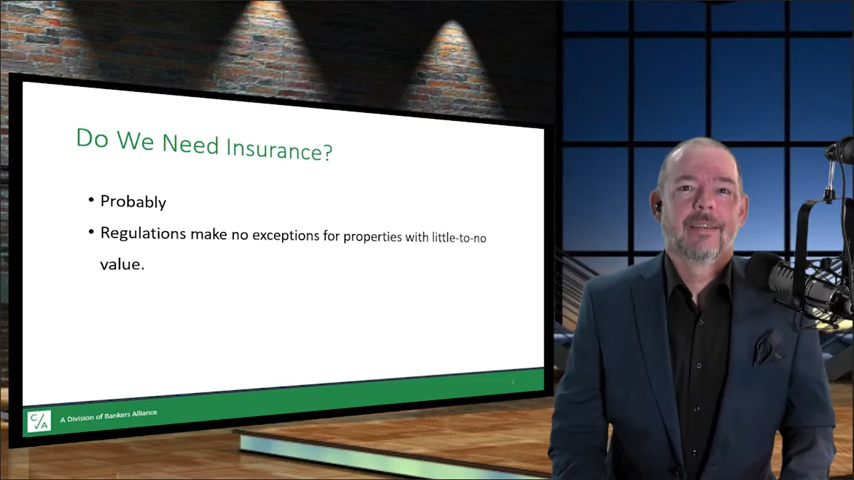 Do We Need Insurance?
• Probably
• Regulations make no exceptions for properties with little-to-no
value.
C/A
A Division of Bankers Alliance